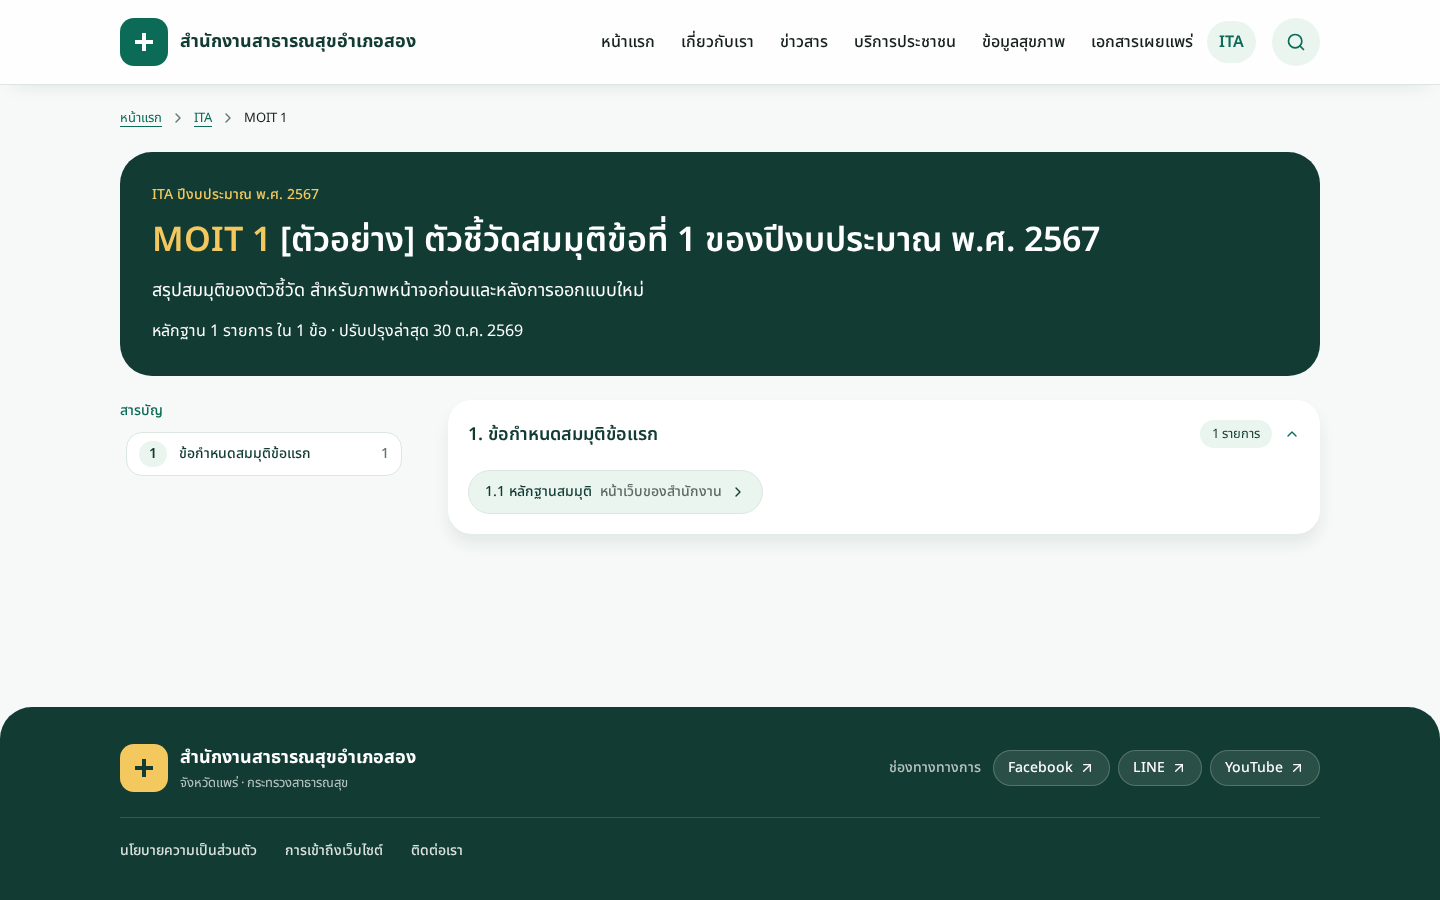 สำนักงานสาธารณสุขอำเภอสอง
หน้าแรก เกี่ยวกับเรา ข่าวสาร บริการประชาชน ข้อมูลสุขภาพ เอกสารเผยแพร่ ITA
หน้าแรก ITA MOIT 1
ITA ปีงบประมาณ พ.ศ. 2567
MOIT 1 [ตัวอย่าง] ตัวชี้วัดสมมุติข้อที่ 1 ของปีงบประมาณ พ.ศ. 2567
สรุปสมมุติของตัวชี้วัด สำหรับภาพหน้าจอก่อนและหลังการออกแบบใหม่
หลักฐาน 1 รายการ ใน 1 ข้อ · ปรับปรุงล่าสุด 30 ต.ค. 2569
สารบัญ
1 ข้อกำหนดสมมุติข้อแรก 1
1. ข้อกำหนดสมมุติข้อแรก 1 รายการ
1.1 หลักฐานสมมุติ หน้าเว็บของสำนักงาน
สำนักงานสาธารณสุขอำเภอสอง
จังหวัดแพร่ · กระทรวงสาธารณสุข
ช่องทางทางการ Facebook LINE YouTube
นโยบายความเป็นส่วนตัว การเข้าถึงเว็บไซต์ ติดต่อเรา